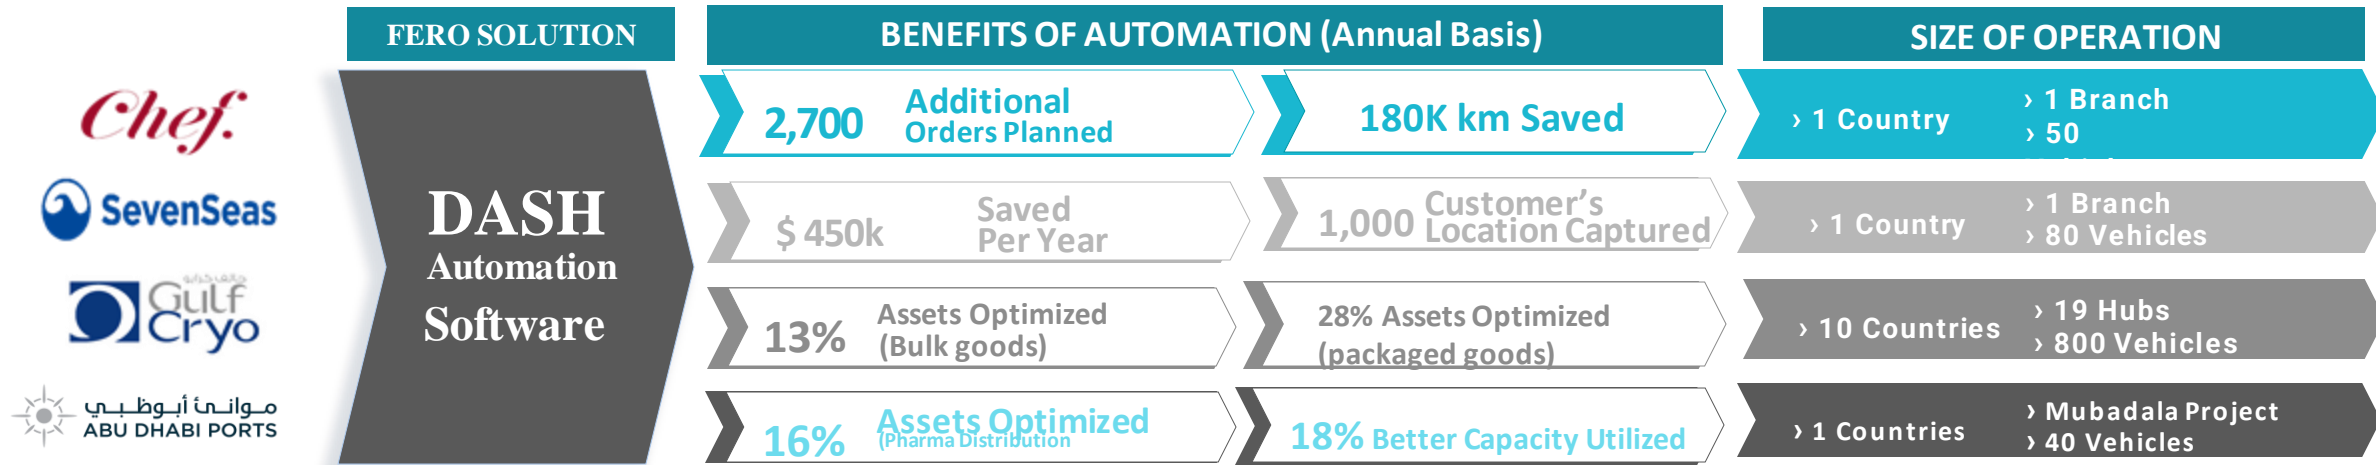 FERO SOLUTION
BENEFITS OF AUTOMATION (Annual Basis)
SIZE OF OPERATION
Chef.
2,700
Additional
Orders Planned
180K km Saved
› 1 Country
› 1 Branch
› 50
SevenSeas
DASH
Automation
Software
$ 450k
Saved
Per Year
1,000
Customer’s
Location Captured
› 1 Country
› 1 Branch
› 80 Vehicles
Gulf
Cryo
13%
Assets Optimized
(Bulk goods)
28% Assets Optimized
(packaged goods)
› 10 Countries
› 19 Hubs
› 800 Vehicles
موانئ أبوظبي
ABU DHABI PORTS
16%
Assets Optimized
(Pharma Distribution
18% Better Capacity Utilized
› 1 Countries
› Mubadala Project
› 40 Vehicles